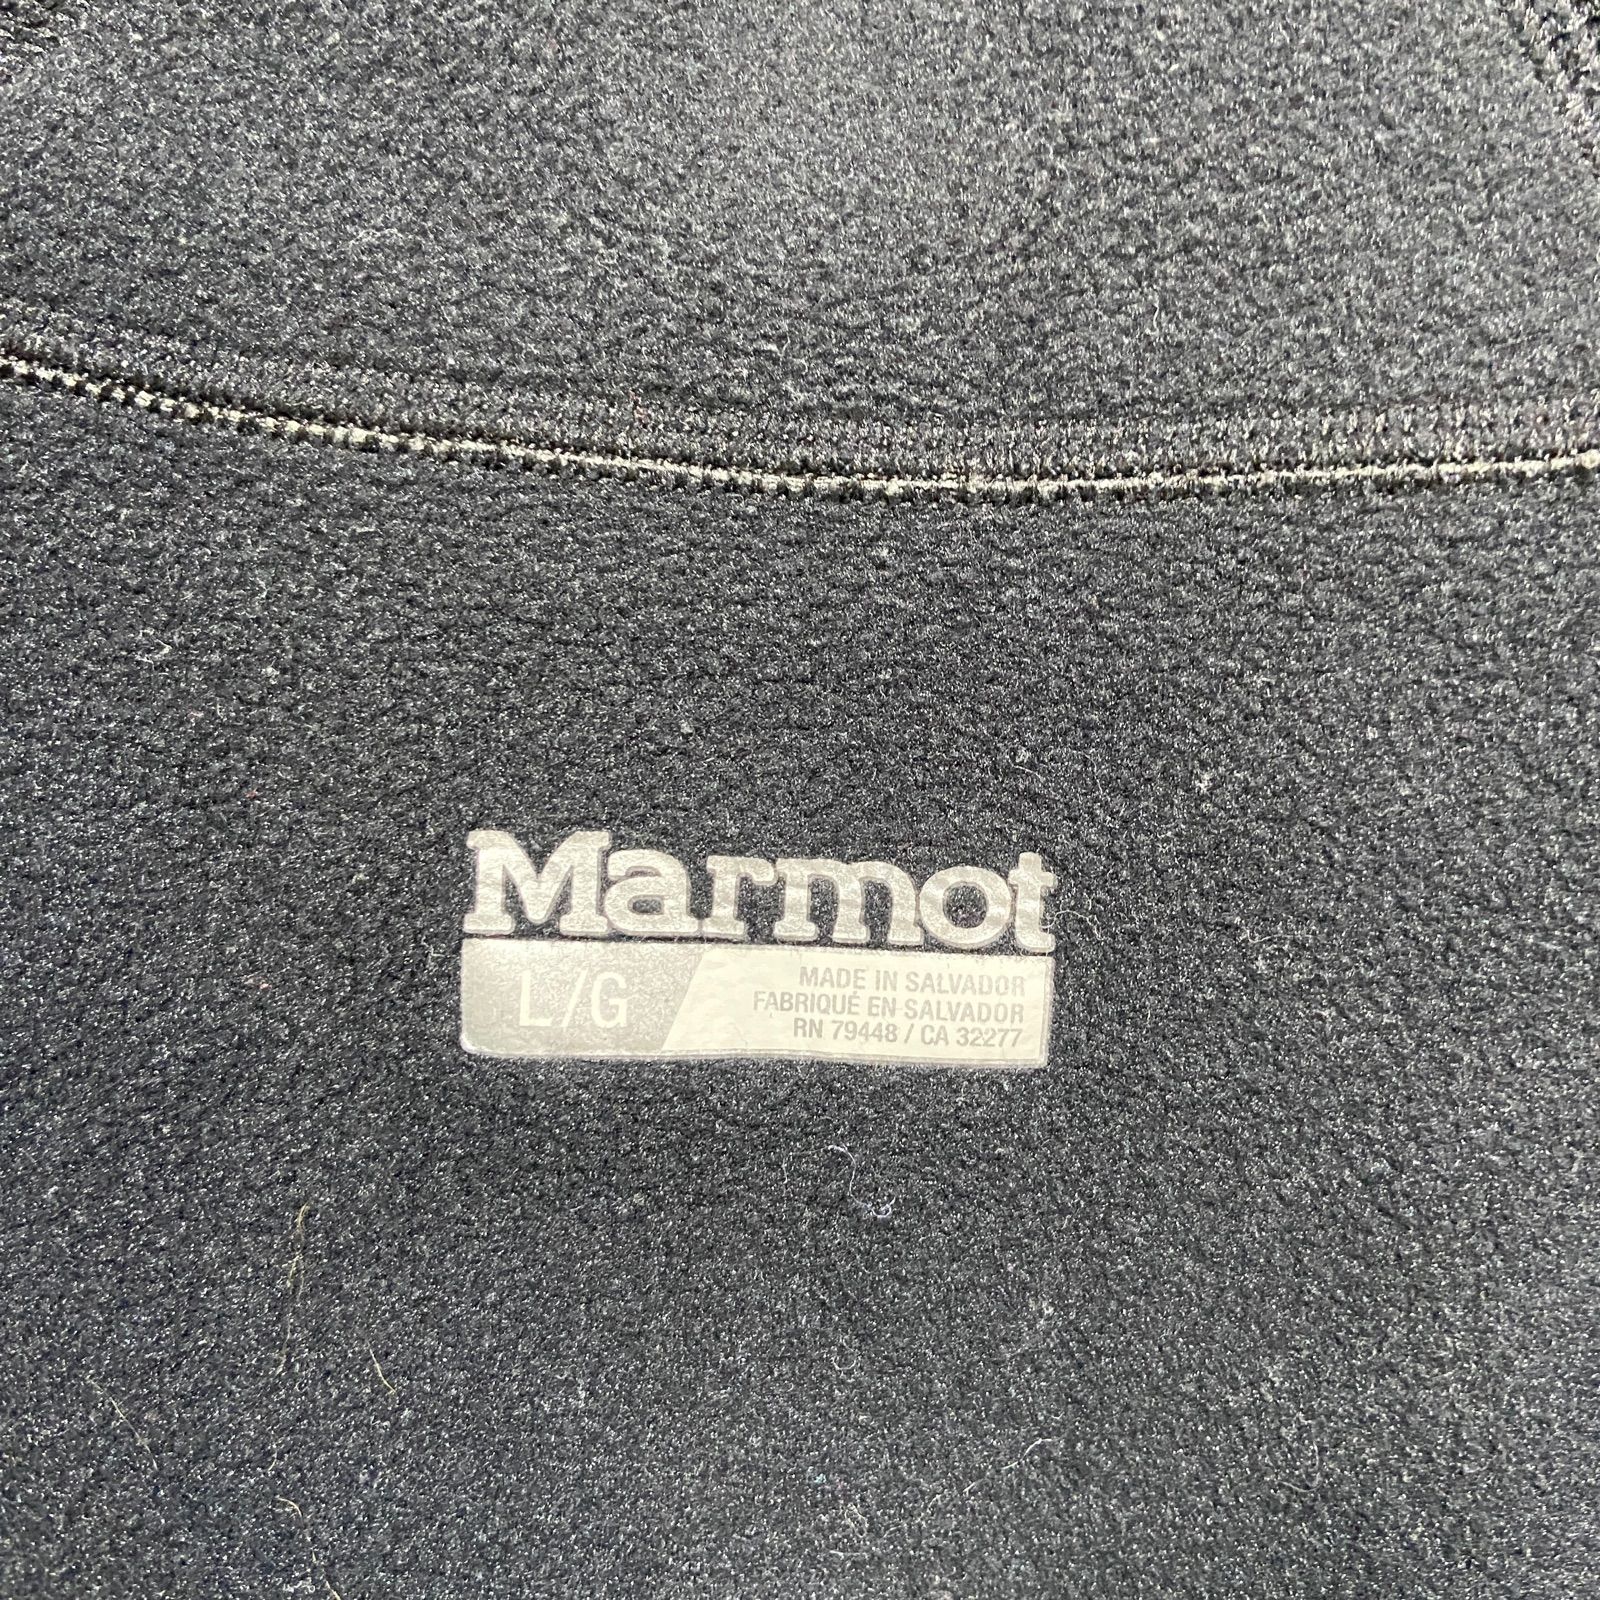 Marmot
L/G
MADE IN SALVADOR
FABRIQUÉ EN SALVADOR
RN 79448 / CA 32277